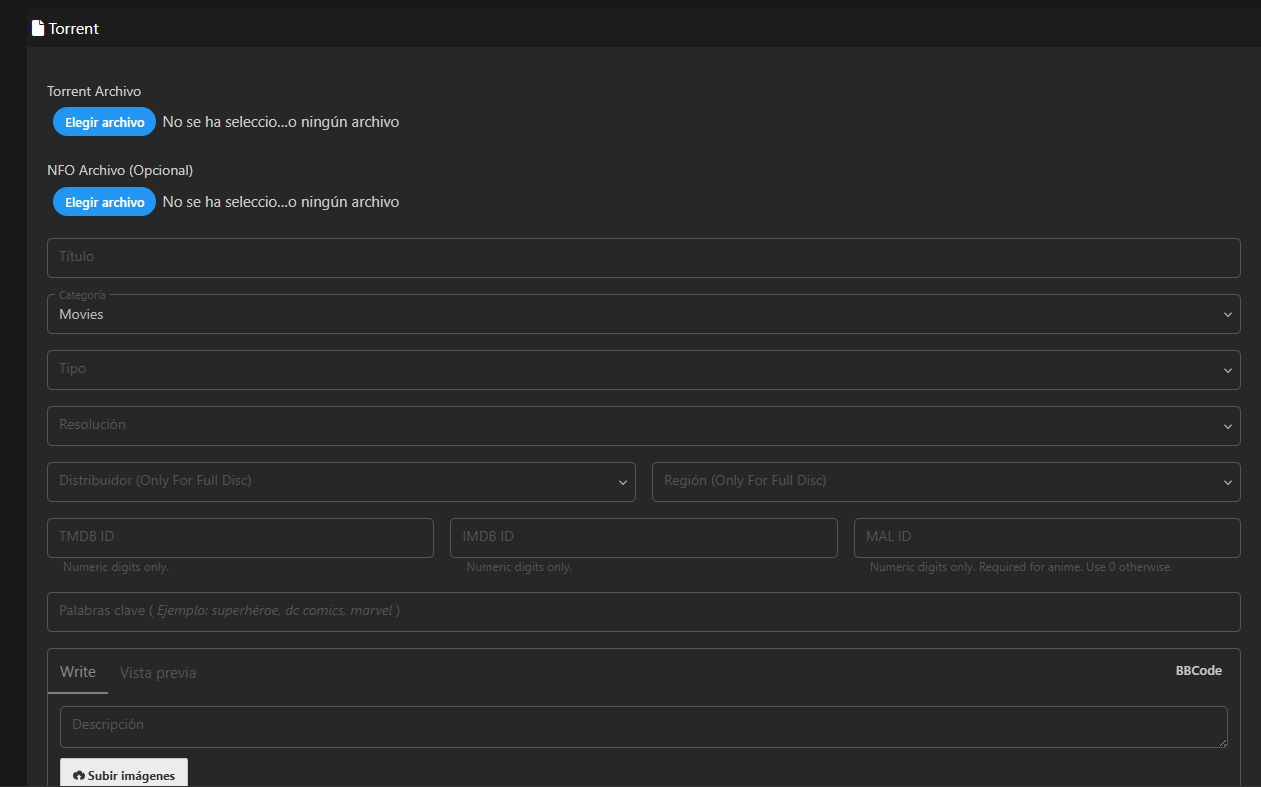 Torrent
Torrent Archivo
Elegir archivo No se ha seleccio...o ningún archivo
NFO Archivo (Opcional)
Elegir archivo No se ha seleccio...o ningún archivo
Título
Categoría
Movies
Tipo
Resolución
Distribuidor (Only For Full Disc) Región (Only For Full Disc)
TMDB ID IMDB ID MAL ID
Numeric digits only. Numeric digits only. Numeric digits only. Required for anime. Use 0 otherwise.
Palabras clave ( Ejemplo: superhéroe, dc comics, marvel )
Write Vista previa BBCode
Descripción
Subir imágenes